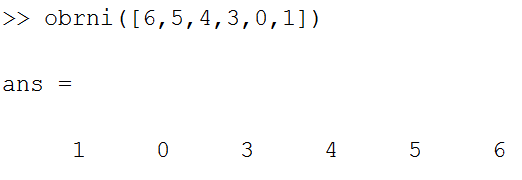 >> obrni([6,5,4,3,0,1])
ans =
1 0 3 4 5 6